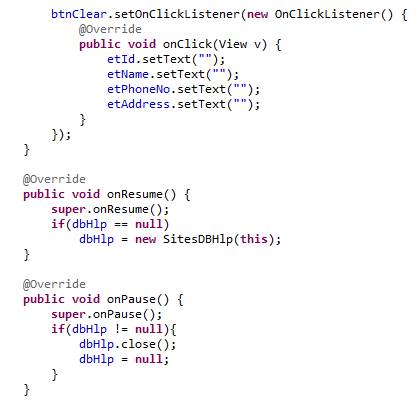 btnClear.setOnClickListener(new OnClickListener() {
@Override
public void onClick(View v) {
etId.setText("");
etName.setText("");
etPhoneNo.setText("");
etAddress.setText("");
}
});
}
@Override
public void onResume() {
super.onResume();
if(dbHlp == null)
dbHlp = new SitesDBHlp(this);
}
@Override
public void onPause() {
super.onPause();
if(dbHlp != null){
dbHlp.close();
dbHlp = null;
}
}